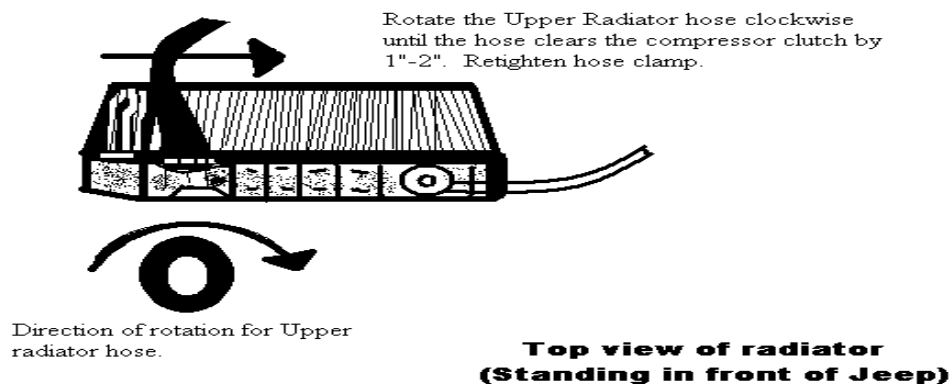 Rotate the Upper Radiator hose clockwise
until the hose clears the compressor clutch by
1"-2".  Retighten hose clamp.
Direction of rotation for Upper
radiator hose.
Top view of radiator
(Standing in front of Jeep)